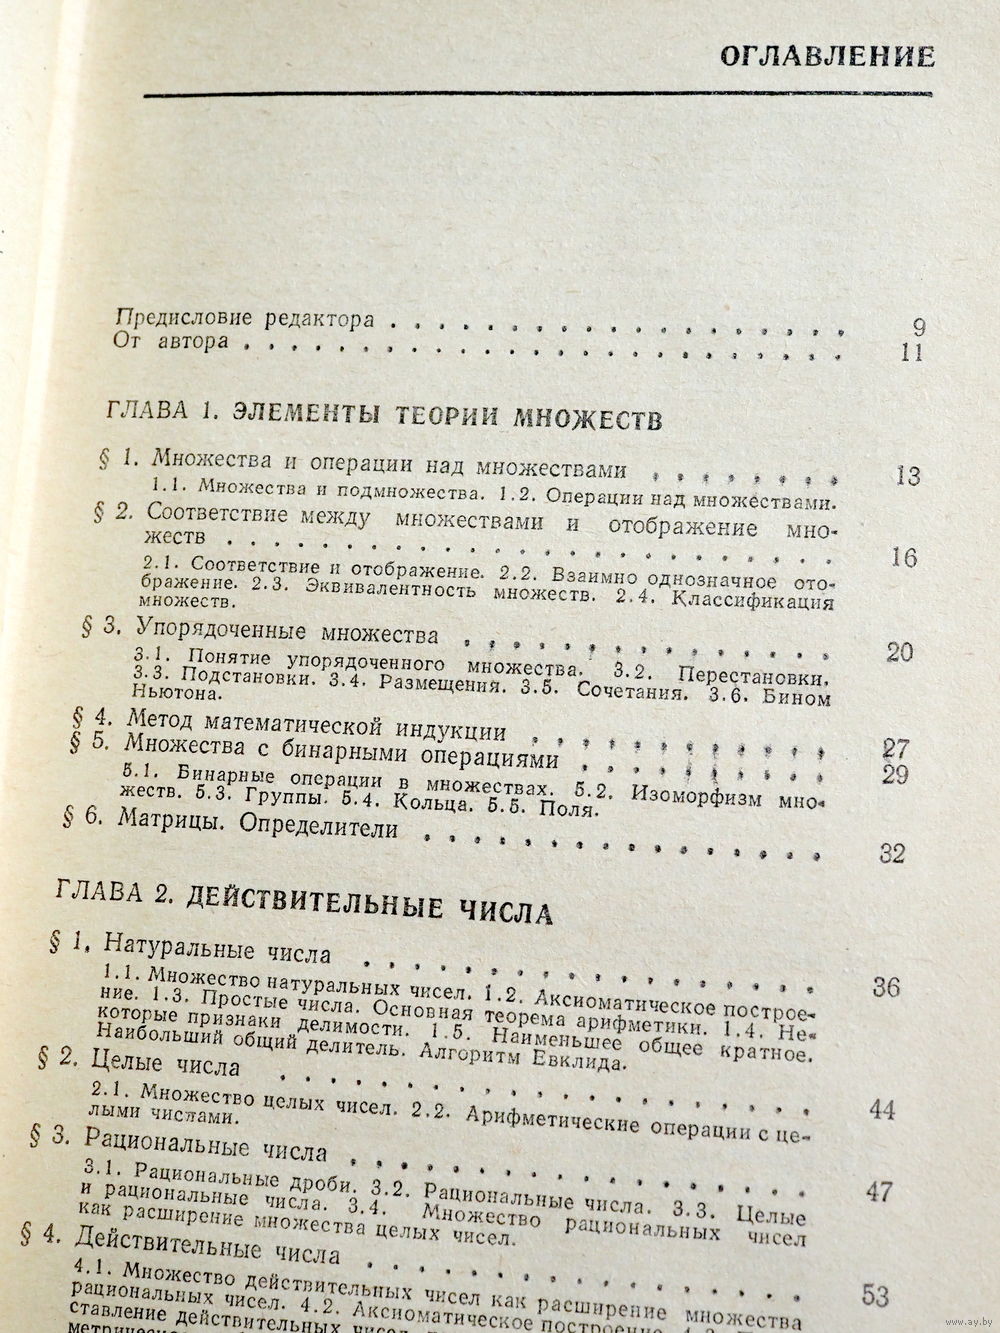 ОГЛАВЛЕНИЕ
Предисловие редактора . . . . . . . . . . . . . . . . . . . 9
От автора . . . . . . . . . . . . . . . . . . . . . . . . . 11
ГЛАВА 1. ЭЛЕМЕНТЫ ТЕОРИИ МНОЖЕСТВ
§ 1. Множества и операции над множествами . . . . . . . . 13
1.1. Множества и подмножества. 1.2. Операции над множествами.
§ 2. Соответствие между множествами и отображение мно-
жеств . . . . . . . . . . . . . . . . . . . . . . . . . 16
2.1. Соответствие и отображение. 2.2. Взаимно однозначное ото-
бражение. 2.3. Эквивалентность множеств. 2.4. Классификация
множеств.
§ 3. Упорядоченные множества . . . . . . . . . . . . . . . 20
3.1. Понятие упорядоченного множества. 3.2. Перестановки.
3.3. Подстановки. 3.4. Размещения. 3.5. Сочетания. 3.6. Бином
Ньютона.
§ 4. Метод математической индукции . . . . . . . . . . . . 27
§ 5. Множества с бинарными операциями . . . . . . . . . . 29
5.1. Бинарные операции в множествах. 5.2. Изоморфизм мно-
жеств. 5.3. Группы. 5.4. Кольца. 5.5. Поля.
§ 6. Матрицы. Определители . . . . . . . . . . . . . . . . 32
ГЛАВА 2. ДЕЙСТВИТЕЛЬНЫЕ ЧИСЛА
§ 1. Натуральные числа . . . . . . . . . . . . . . . . . . 36
1.1. Множество натуральных чисел. 1.2. Аксиоматическое построе-
ние. 1.3. Простые числа. Основная теорема арифметики. 1.4. Не-
которые признаки делимости. 1.5. Наименьшее общее кратное.
Наибольший общий делитель. Алгоритм Евклида.
§ 2. Целые числа . . . . . . . . . . . . . . . . . . . . . 44
2.1. Множество целых чисел. 2.2. Арифметические операции с це-
лыми числами.
§ 3. Рациональные числа . . . . . . . . . . . . . . . . . . 47
3.1. Рациональные дроби. 3.2. Рациональные числа. 3.3. Целые
и рациональные числа. 3.4. Множество рациональных чисел
как расширение множества целых чисел.
§ 4. Действительные числа . . . . . . . . . . . . . . . . . 53
4.1. Множество действительных чисел как расширение множества
рациональных чисел. 4.2. Аксиоматическое построение. 4.3.
ставление действительных чисел
www.ay.by